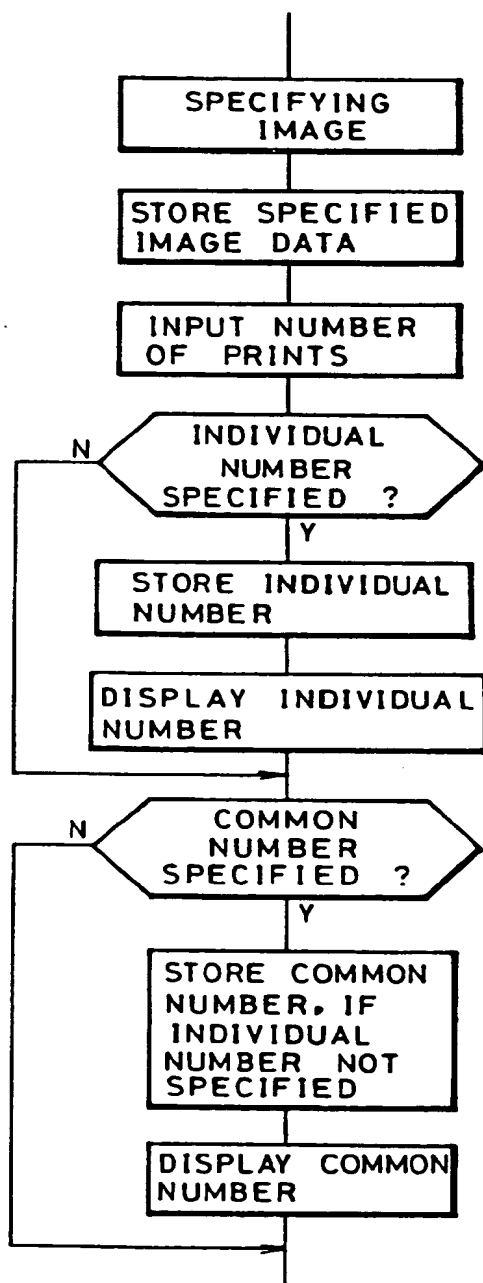 SPECIFYING
IMAGE
STORE SPECIFIED
IMAGE DATA
INPUT NUMBER
OF PRINTS
N
INDIVIDUAL
NUMBER
SPECIFIED ?
Y
STORE INDIVIDUAL
NUMBER
DISPLAY INDIVIDUAL
NUMBER
N
COMMON
NUMBER
SPECIFIED ?
Y
STORE COMMON
NUMBER, IF
INDIVIDUAL
NUMBER NOT
SPECIFIED
DISPLAY COMMON
NUMBER